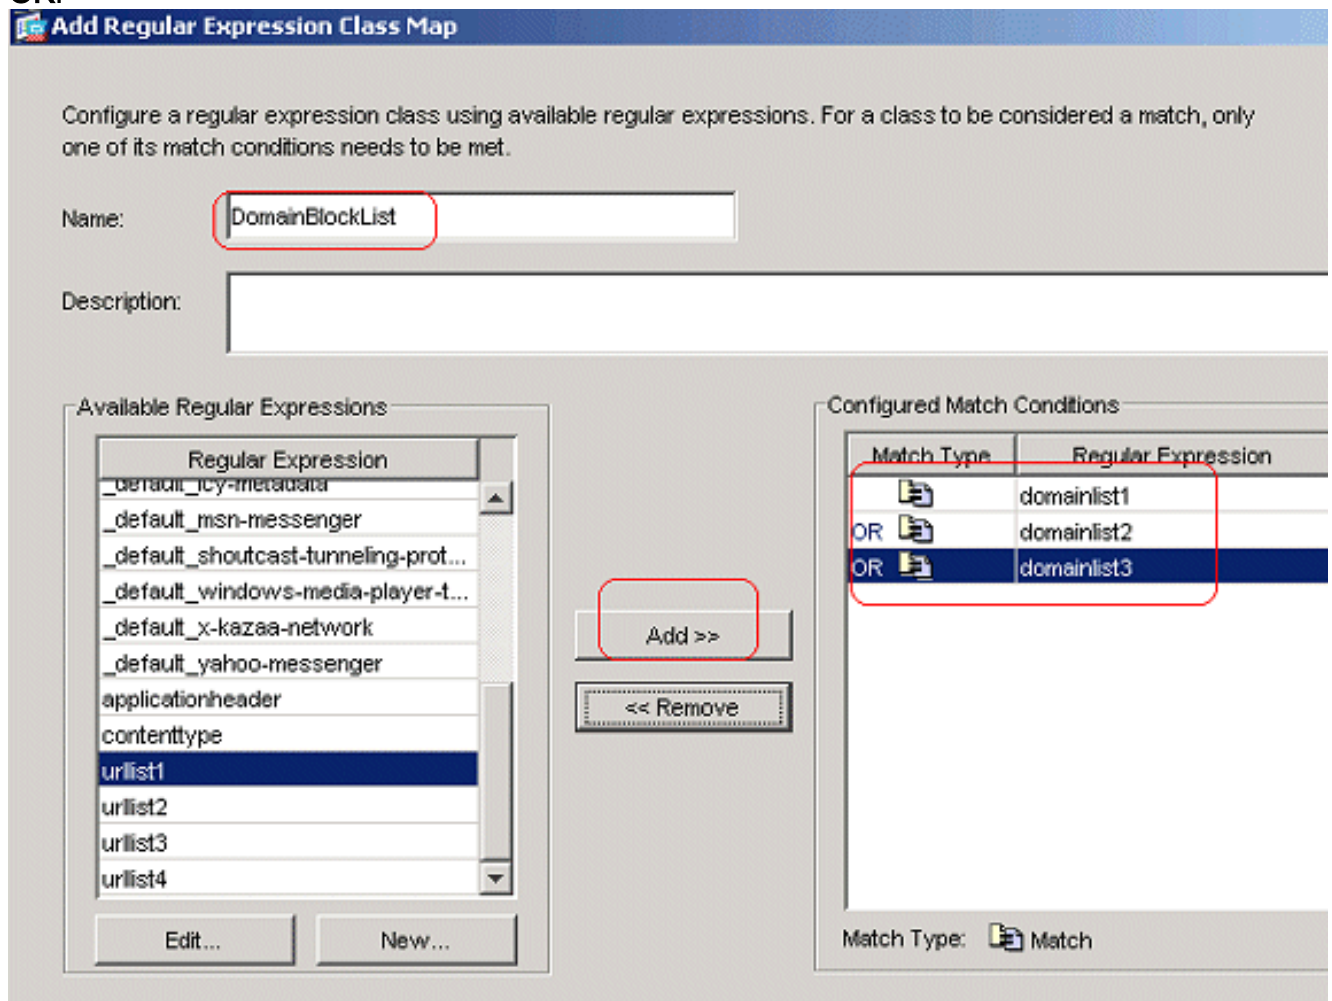 Add Regular Expression Class Map
Configure a regular expression class using available regular expressions. For a class to be considered a match, only
one of its match conditions needs to be met.
Name:
DomainBlockList
Description:
Available Regular Expressions
Regular Expression
_default_icy-metadata
_default_msn-messenger
_default_shoutcast-tunneling-prot...
_default_windows-media-player-t...
_default_x-kazaa-network
_default_yahoo-messenger
applicationheader
contenttype
urllist1
urllist2
urllist3
urllist4
Edit...
New...
Add >>
<< Remove
Configured Match Conditions
Match Type
Regular Expression
domainlist1
OR domainlist2
OR domainlist3
Match Type: Match